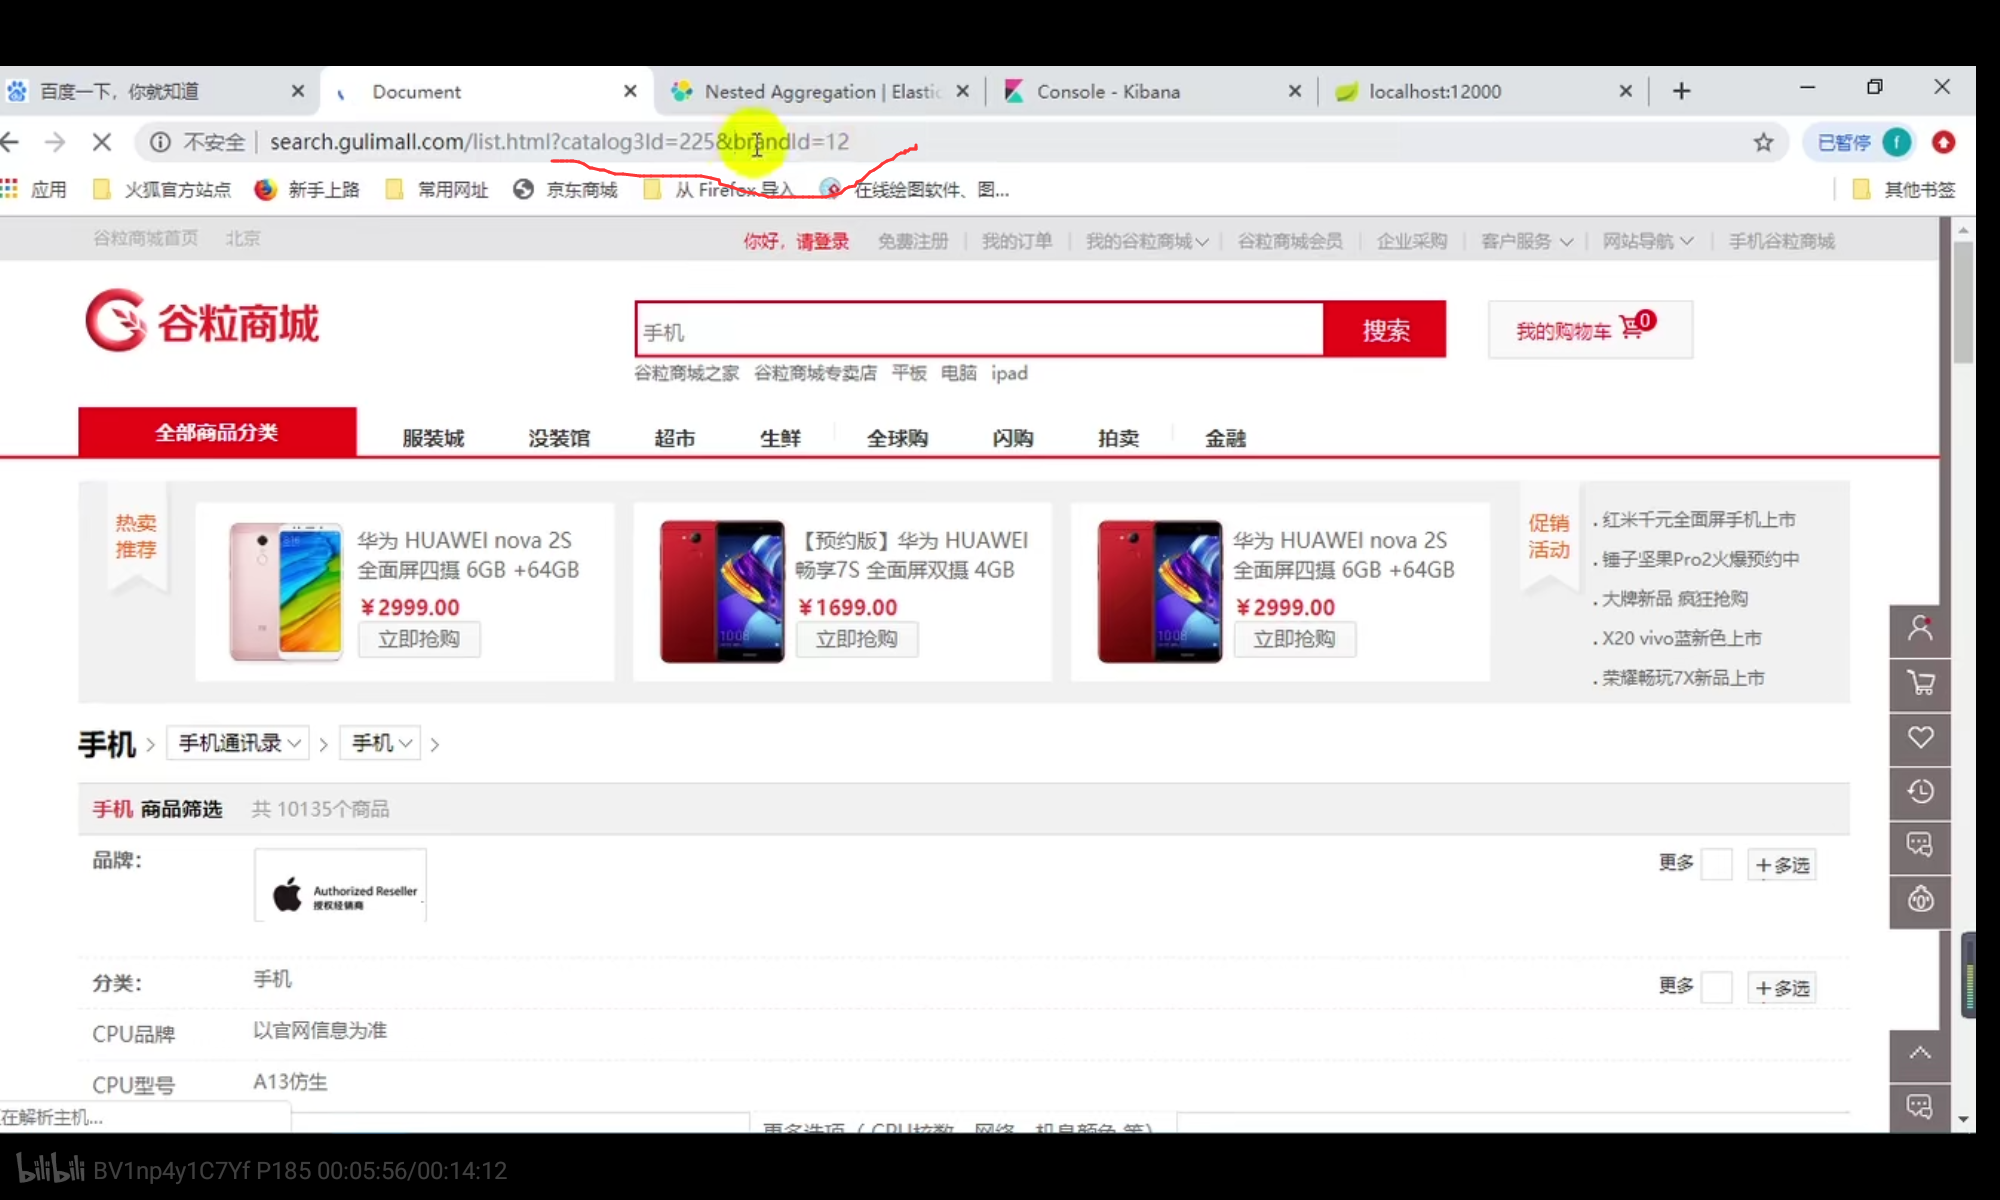 百度一下，你就知道
Document
Nested Aggregation | Elastic
Console - Kibana
localhost:12000
不安全 | search.gulimall.com/list.html?catalog3Id=225&brandId=12
已暂停 f
应用 火狐官方站点 新手上路 常用网址 京东商城 从 Firefox 导入 在线绘图软件、图... 其他书签
谷粒商城首页 北京 你好，请登录 免费注册 我的订单 我的谷粒商城 谷粒商城会员 企业采购 客户服务 网站导航 手机谷粒商城
谷粒商城
手机 搜索
我的购物车 0
谷粒商城之家 谷粒商城专卖店 平板 电脑 ipad
全部商品分类 服装城 没装馆 超市 生鲜 全球购 闪购 拍卖 金融
热卖
推荐
华为 HUAWEI nova 2S
全面屏四摄 6GB +64GB
￥2999.00
立即抢购
【预约版】华为 HUAWEI
畅享7S 全面屏双摄 4GB
￥1699.00
立即抢购
华为 HUAWEI nova 2S
全面屏四摄 6GB +64GB
￥2999.00
立即抢购
促销
活动
. 红米千元全面屏手机上市
. 锤子坚果Pro2火爆预约中
. 大牌新品 疯狂抢购
. X20 vivo蓝新色上市
. 荣耀畅玩7X新品上市
手机 > 手机通讯录 > 手机 >
手机 商品筛选 共 10135个商品
品牌：
Authorized Reseller
授权经销商
更多 +多选
分类： 手机 更多 +多选
CPU品牌 以官网信息为准
CPU型号 A13仿生
在解析主机...
更多选项（ CPU核数、网络、机身颜色 等）
bilibili BV1np4y1C7Yf P185 00:05:56/00:14:12